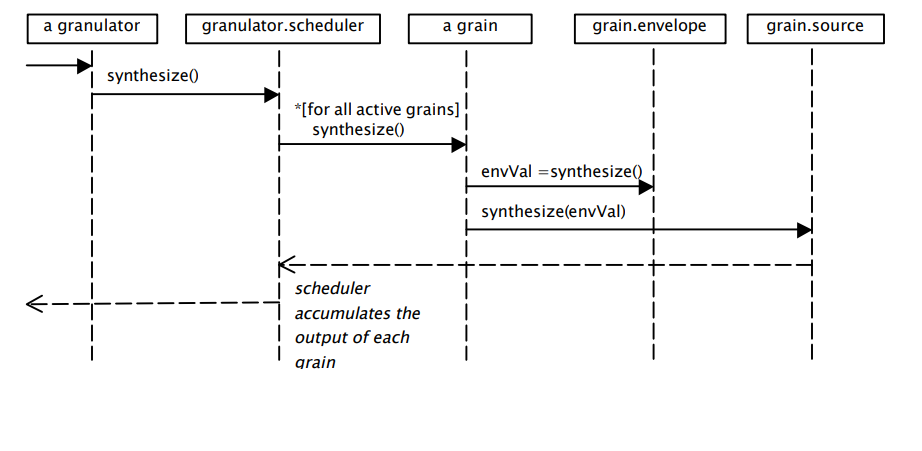 a granulator
granulator.scheduler
a grain
grain.envelope
grain.source
synthesize()
*[for all active grains]
synthesize()
envVal =synthesize()
synthesize(envVal)
scheduler
accumulates the
output of each
grain